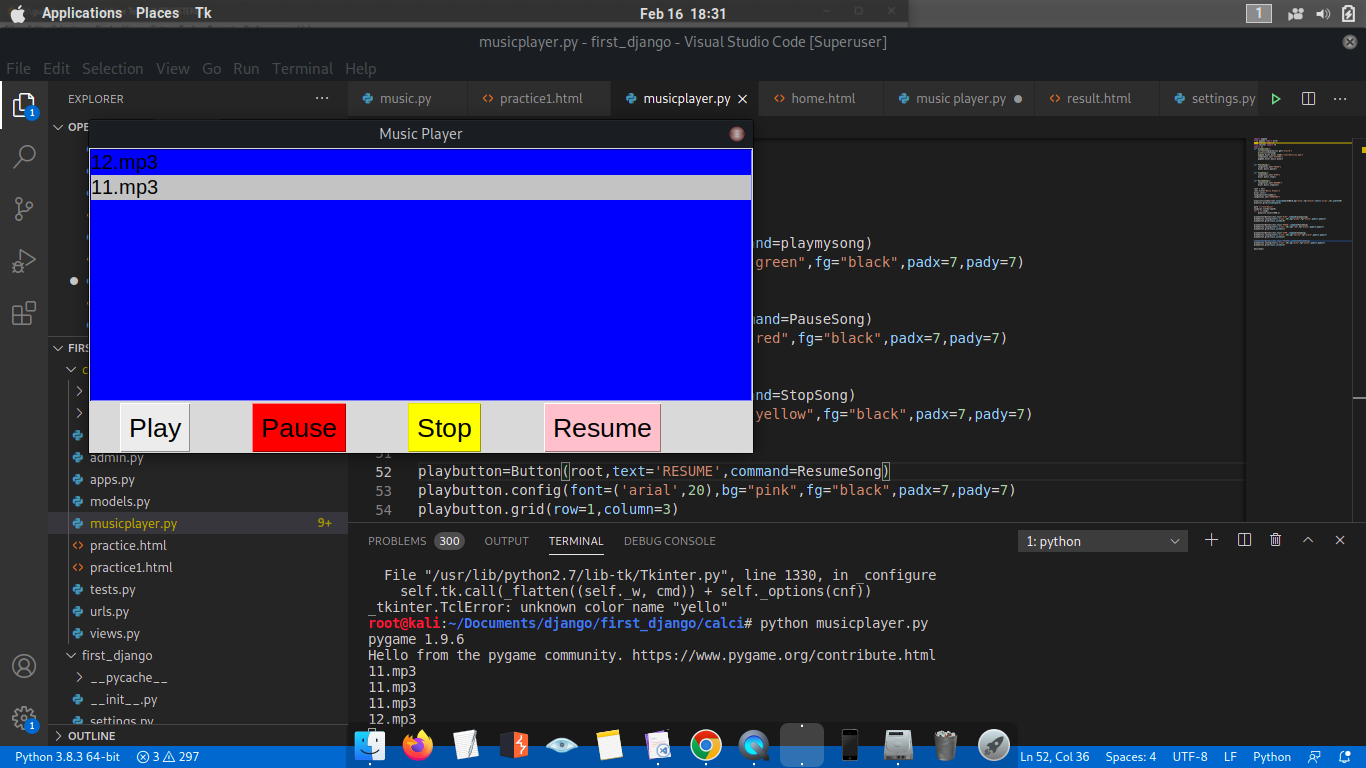 Applications Places Tk
Feb 16 18:31
1
musicplayer.py - first_django - Visual Studio Code [Superuser]
File Edit Selection View Go Run Terminal Help
EXPLORER
music.py
practice1.html
musicplayer.py
home.html
music player.py
result.html
settings.py
1
OPE
Music Player
12.mp3
11.mp3
Play
Pause
Stop
Resume
and=playmysong)
green",fg="black",padx=7,pady=7)
mand=PauseSong)
red",fg="black",padx=7,pady=7)
and=StopSong)
yellow",fg="black",padx=7,pady=7)
51
52 playbutton=Button(root,text='RESUME',command=ResumeSong)
53 playbutton.config(font=('arial',20),bg="pink",fg="black",padx=7,pady=7)
54 playbutton.grid(row=1,column=3)
FIRS
c
admin.py
apps.py
models.py
musicplayer.py 9+
practice.html
practice1.html
tests.py
urls.py
views.py
first_django
__pycache__
__init__.py
settings.py
OUTLINE
1
PROBLEMS 300 OUTPUT TERMINAL DEBUG CONSOLE
1: python
File "/usr/lib/python2.7/lib-tk/Tkinter.py", line 1330, in _configure
self.tk.call(_flatten((self._w, cmd)) + self._options(cnf))
_tkinter.TclError: unknown color name "yello"
root@kali:~/Documents/django/first_django/calci# python musicplayer.py
pygame 1.9.6
Hello from the pygame community. https://www.pygame.org/contribute.html
11.mp3
11.mp3
11.mp3
12.mp3
Python 3.8.3 64-bit
3
297
Ln 52, Col 36
Spaces: 4
UTF-8
LF
Python